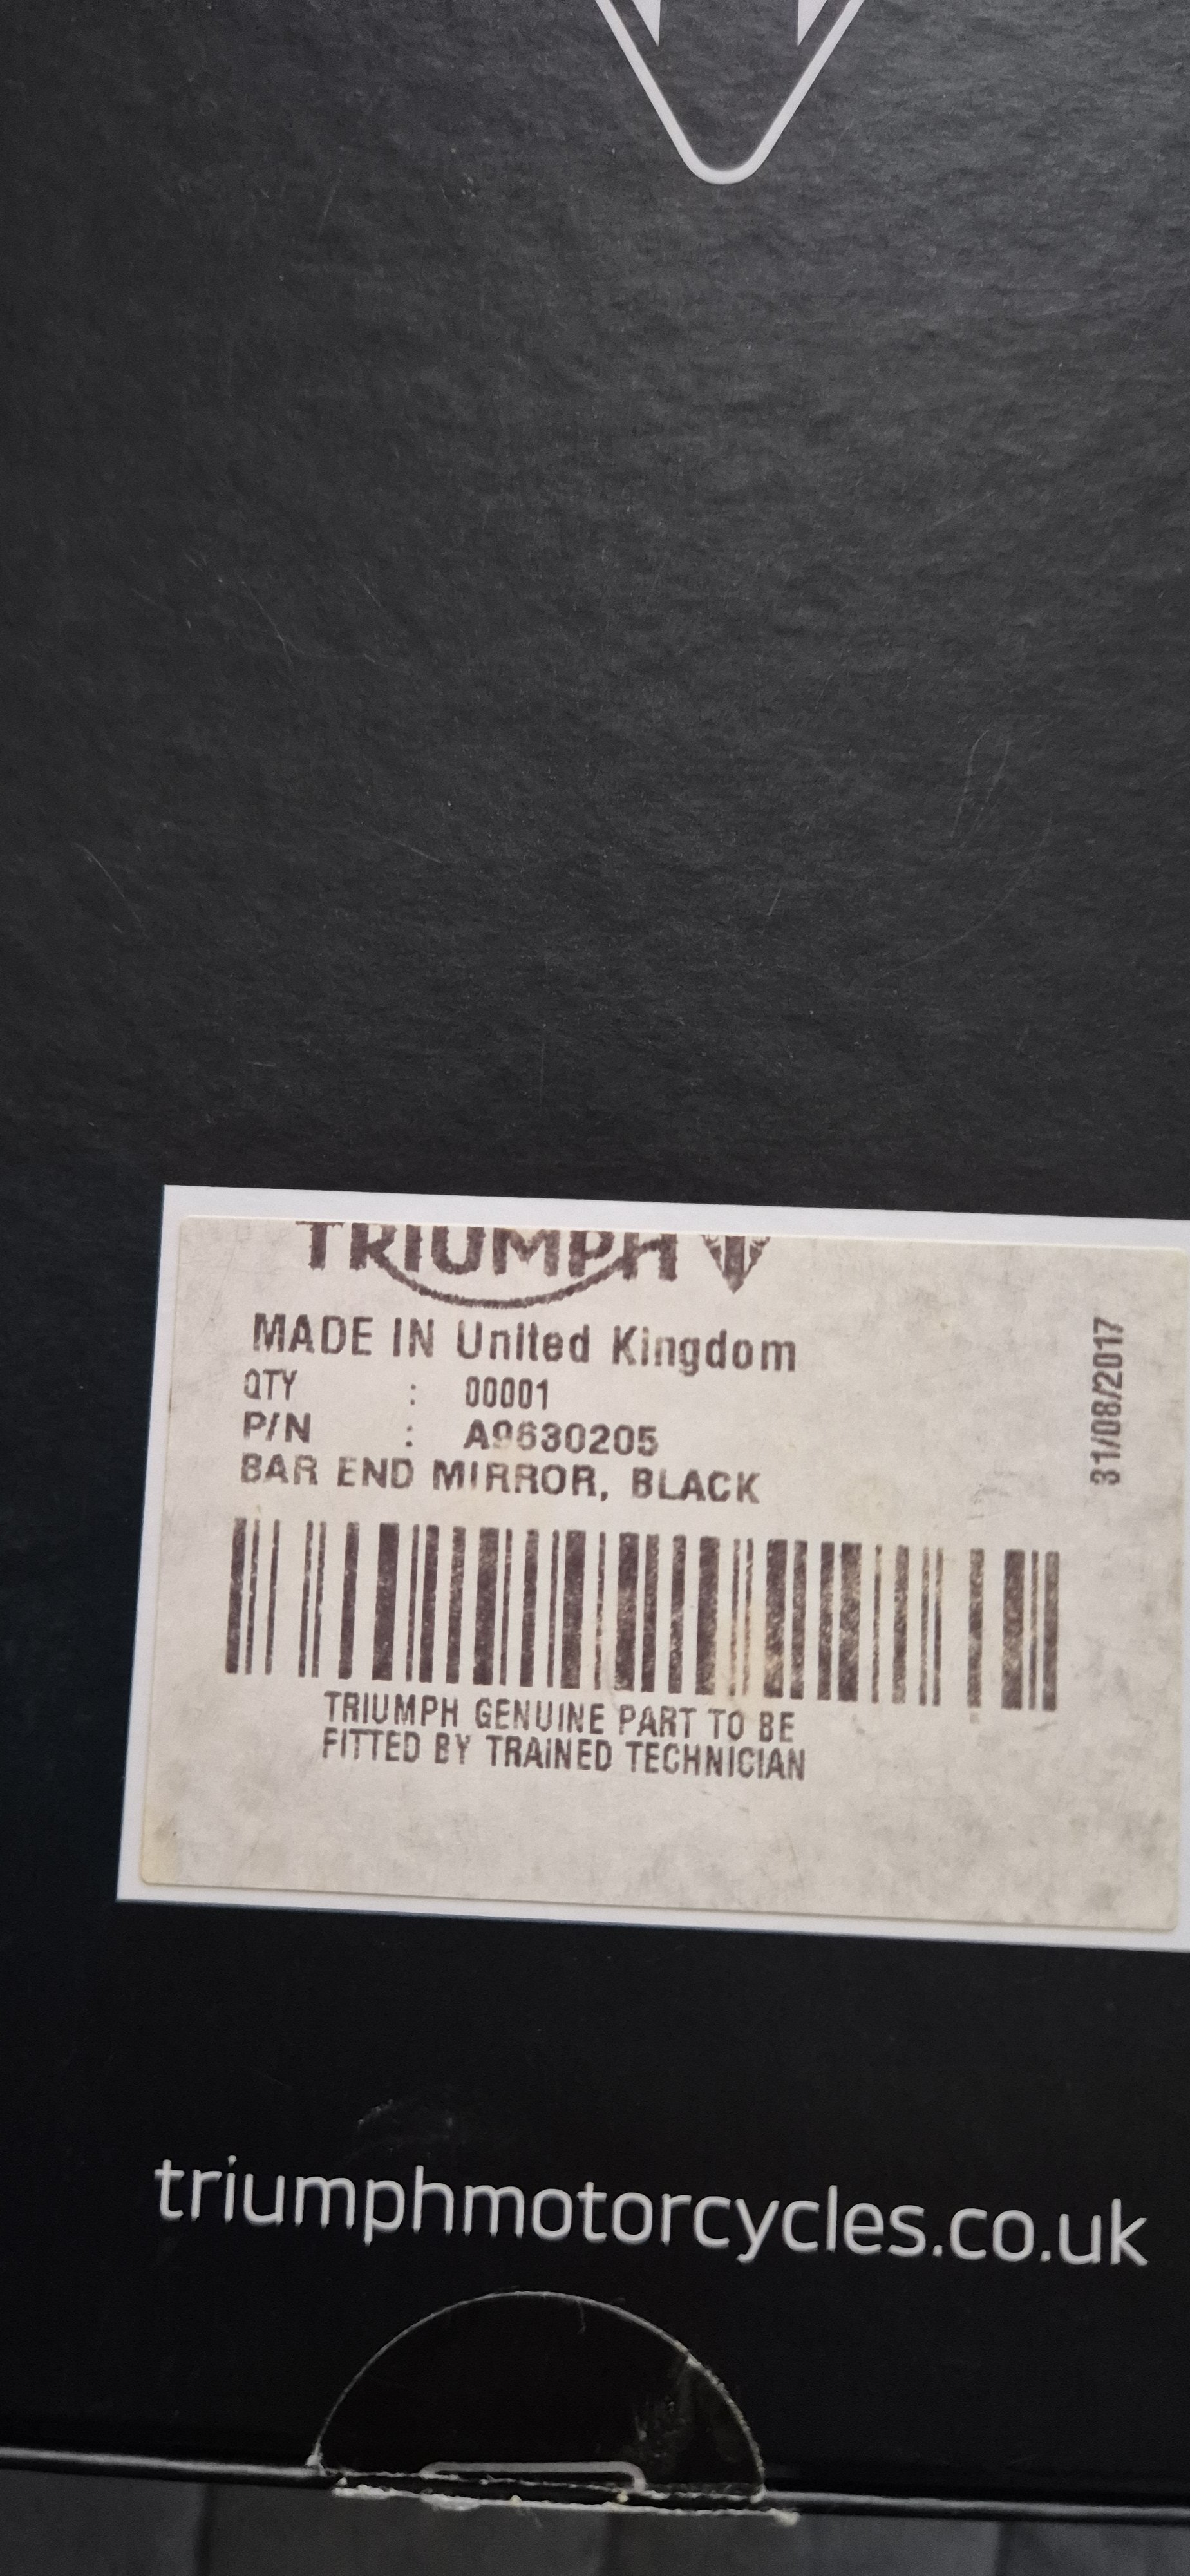 TRIUMPH
MADE IN United Kingdom
QTY : 00001
P/N : A9630205
BAR END MIRROR, BLACK
31/08/2017
TRIUMPH GENUINE PART TO BE
FITTED BY TRAINED TECHNICIAN
triumphmotorcycles.co.uk